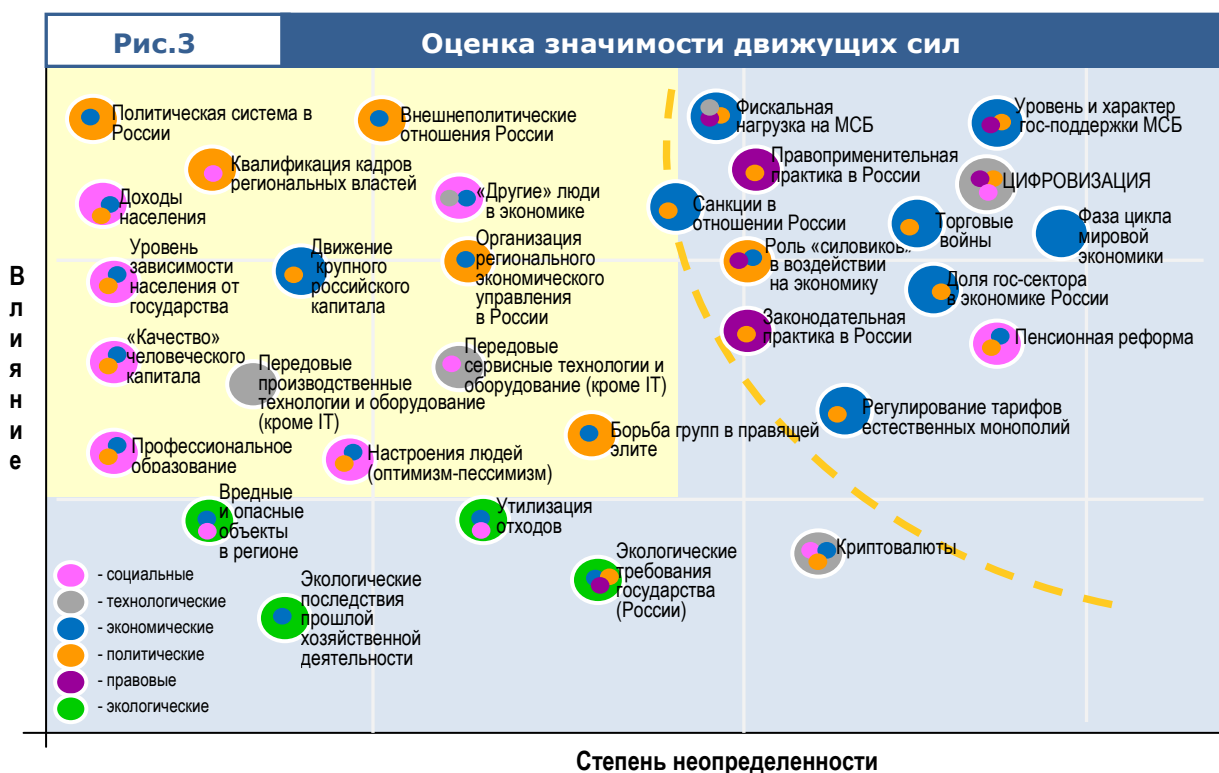 Рис.3
Оценка значимости движущих сил
Политическая система в
России
Внешнеполитические
отношения России
Фискальная
нагрузка на МСБ
Уровень и характер
гос-поддержки МСБ
Квалификация кадров
региональных властей
Правоприменительная
практика в России
ЦИФРОВИЗАЦИЯ
Доходы
населения
«Другие» люди
в экономике
Санкции в
отношении России
Торговые
войны
Фаза цикла
мировой
экономики
Уровень
зависимости
населения от
государства
Движение
крупного
российского
капитала
Организация
регионального
экономического
управления
в России
Роль «силовиков»
в воздействии
на экономику
Доля гос-сектора
в экономике России
Законодательная
практика в России
Пенсионная реформа
«Качество»
человеческого
капитала
Передовые
производственные
технологии и оборудование
(кроме IT)
Передовые
сервисные технологии и
оборудование (кроме IT)
Регулирование тарифов
естественных монополий
Борьба групп в правящей
элите
Профессиональное
образование
Настроения людей
(оптимизм-пессимизм)
Вредные
и опасные
объекты
в регионе
Утилизация
отходов
Криптовалюты
Экологические
требования
государства
(России)
Экологические
последствия
прошлой
хозяйственной
деятельности
- социальные
- технологические
- экономические
- политические
- правовые
- экологические
Влияние
Степень неопределенности